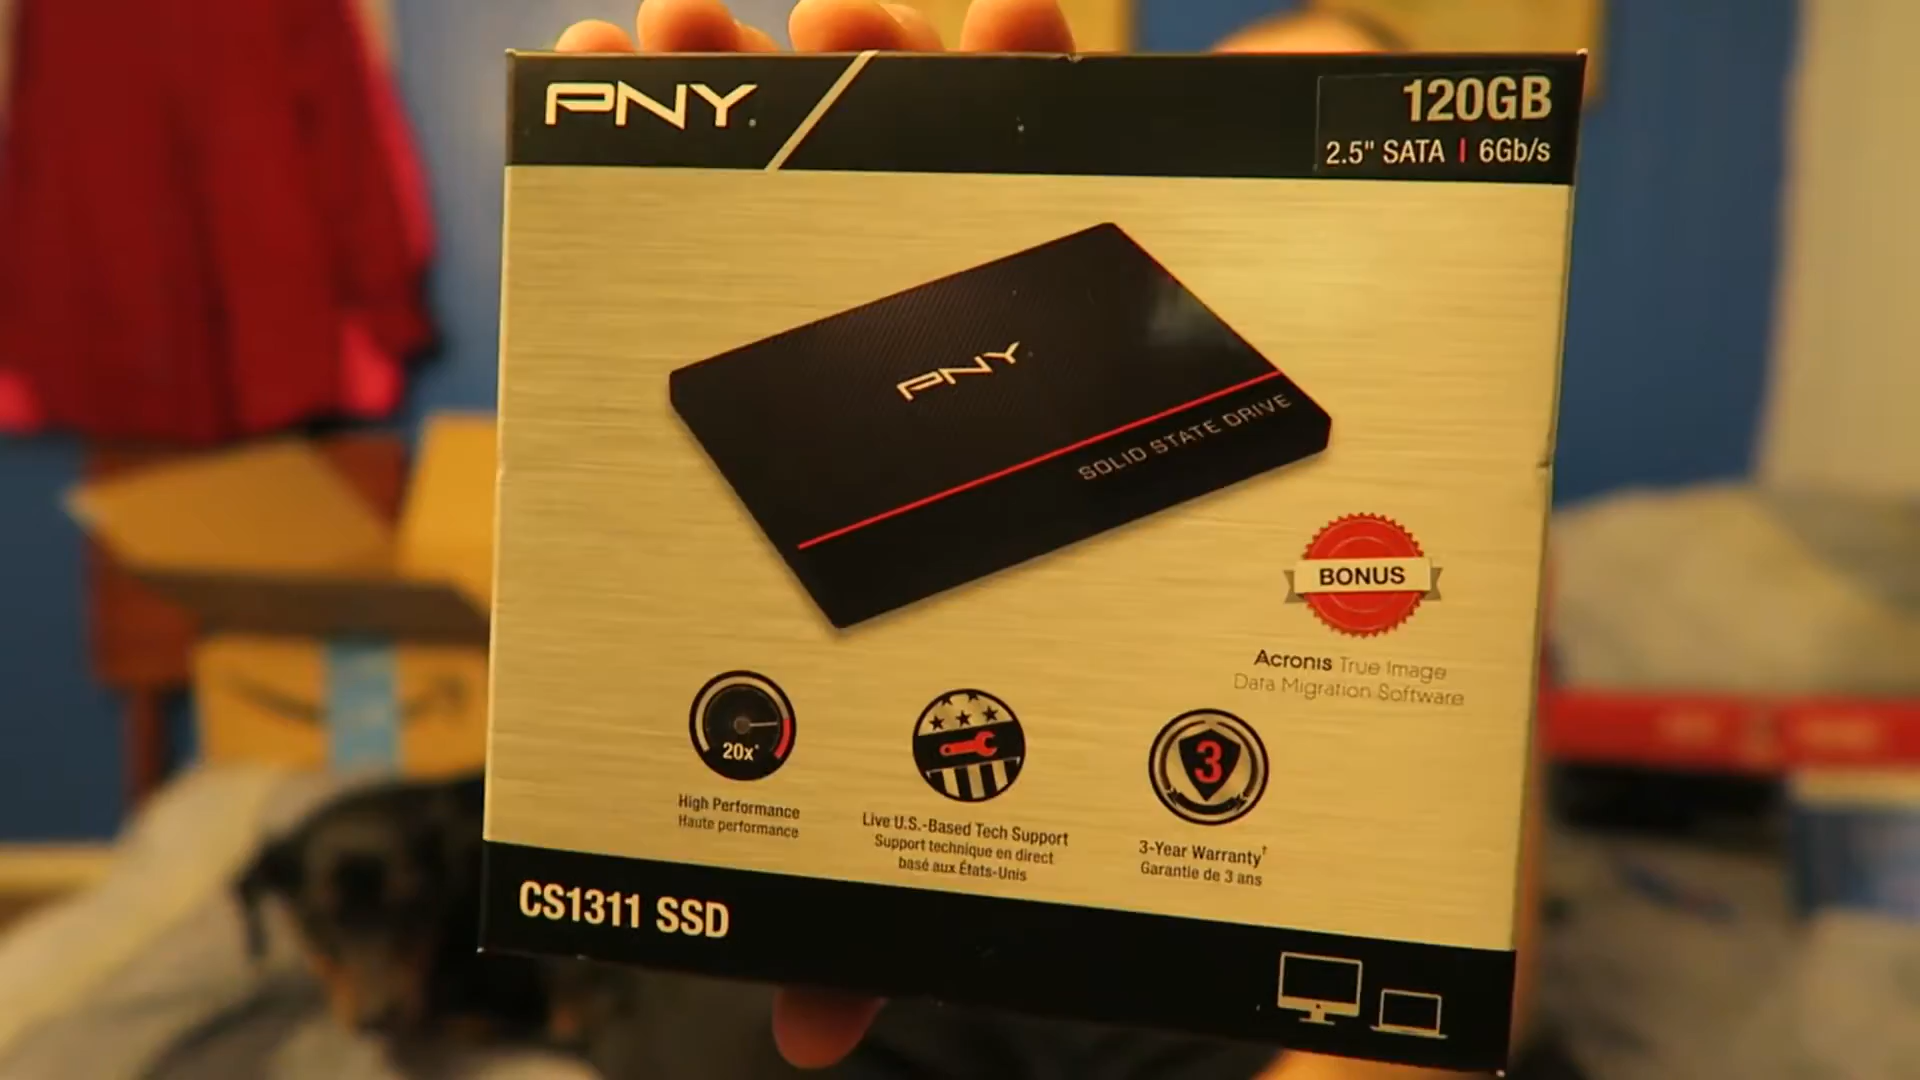 PNY.
120GB
2.5" SATA | 6Gb/s
PNY
SOLID STATE DRIVE
BONUS
Acronis True Image
Data Migration Software
20x*
High Performance
Haute performance
Live U.S.-Based Tech Support
Support technique en direct
basé aux États-Unis
3
3-Year Warranty†
Garantie de 3 ans
CS1311 SSD